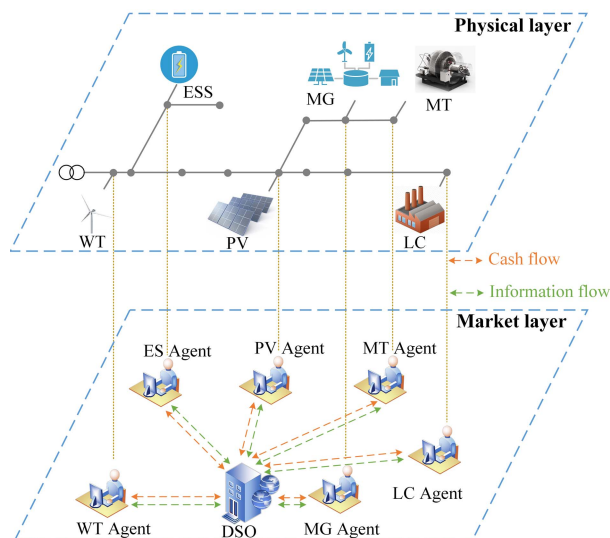 Physical layer
ESS
MG
MT
WT
PV
LC
Cash flow
Information flow
Market layer
ES Agent
PV Agent
MT Agent
LC Agent
WT Agent
DSO
MG Agent